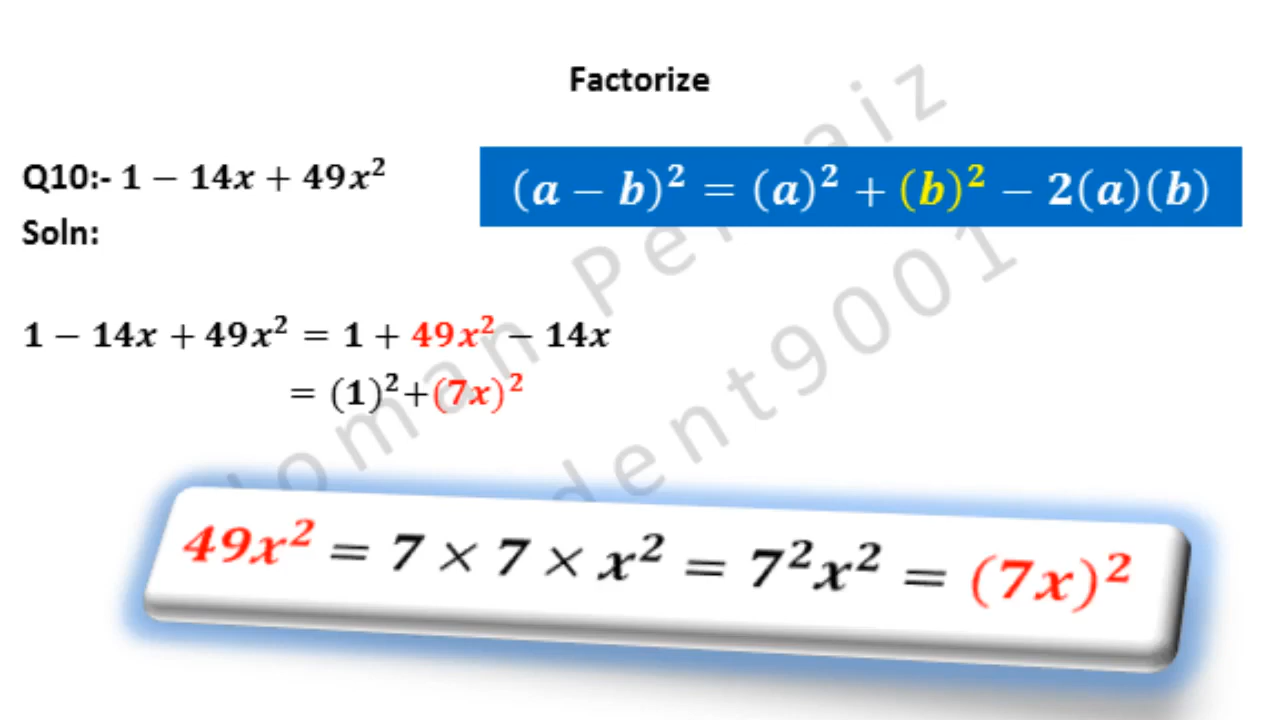 Factorize
Q10:- 1 − 14x + 49x²
(a − b)² = (a)² + (b)² − 2(a)(b)
Soln:
1 − 14x + 49x² = 1 + 49x² − 14x
= (1)²+(7x)²
49x² = 7 × 7 × x² = 7²x² = (7x)²